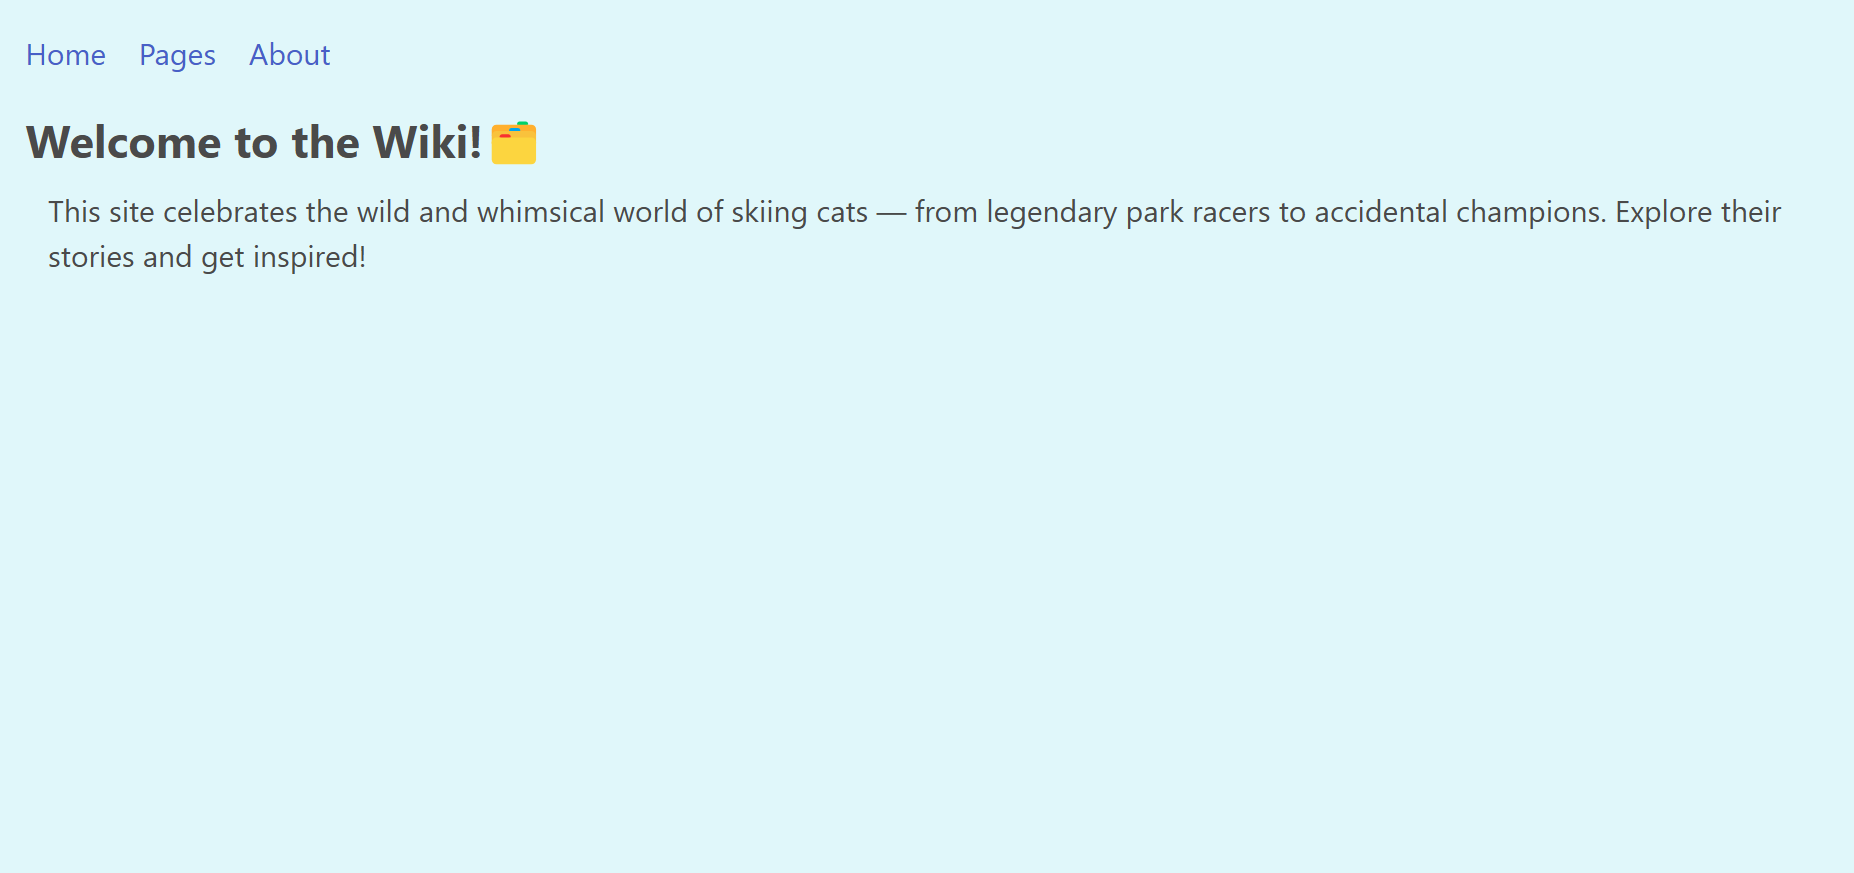 Home Pages About
Welcome to the Wiki!🗂️
This site celebrates the wild and whimsical world of skiing cats — from legendary park racers to accidental champions. Explore their
stories and get inspired!